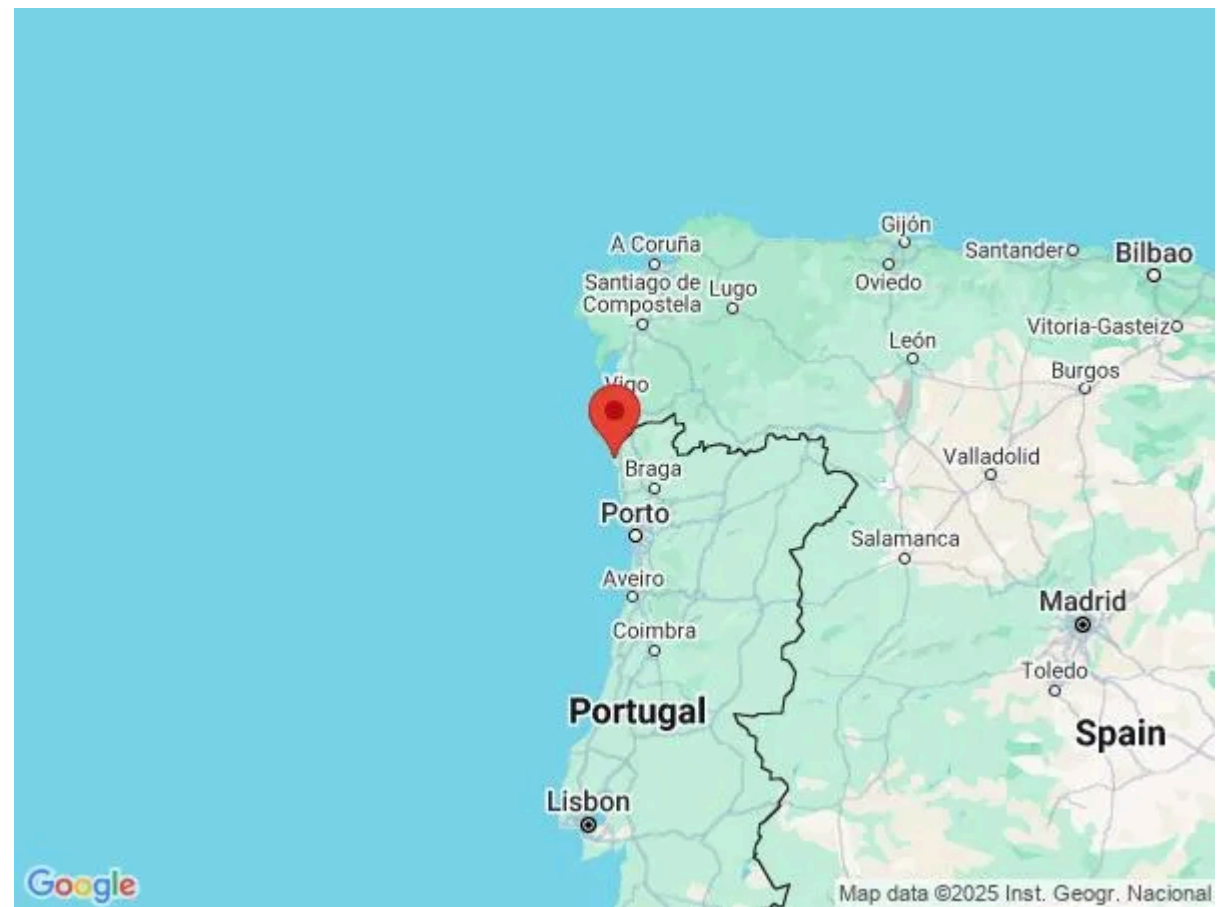 Gijón
A Coruña
Santander
Bilbao
Santiago de
Compostela
Lugo
Oviedo
Vitoria-Gasteiz
León
Burgos
Vigo
Valladolid
Braga
Porto
Salamanca
Aveiro
Madrid
Coimbra
Toledo
Portugal
Spain
Lisbon
Google
Map data ©2025 Inst. Geogr. Nacional